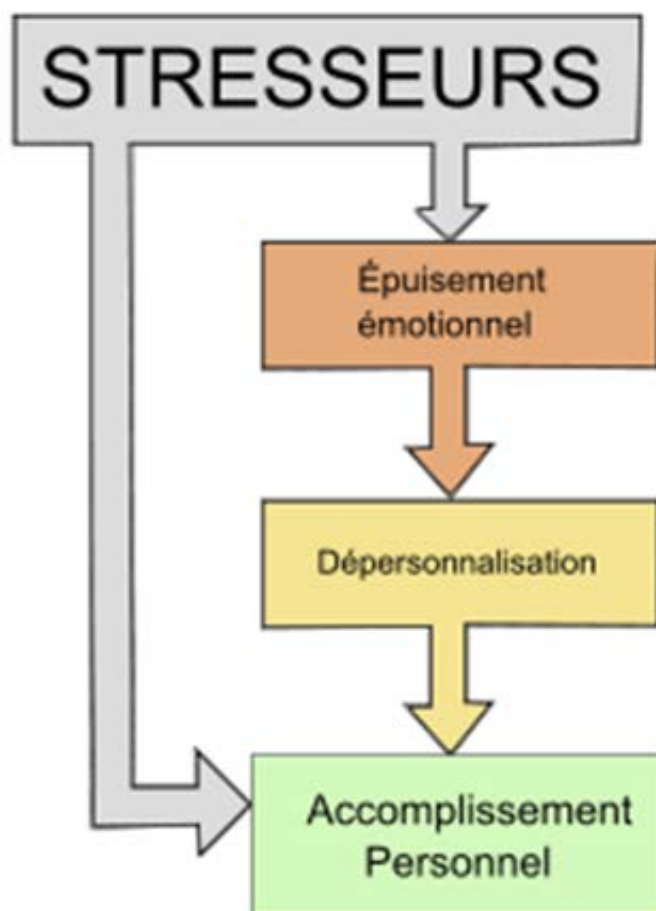 STRESSEURS
Épuisement
émotionnel
Dépersonnalisation
Accomplissement
Personnel